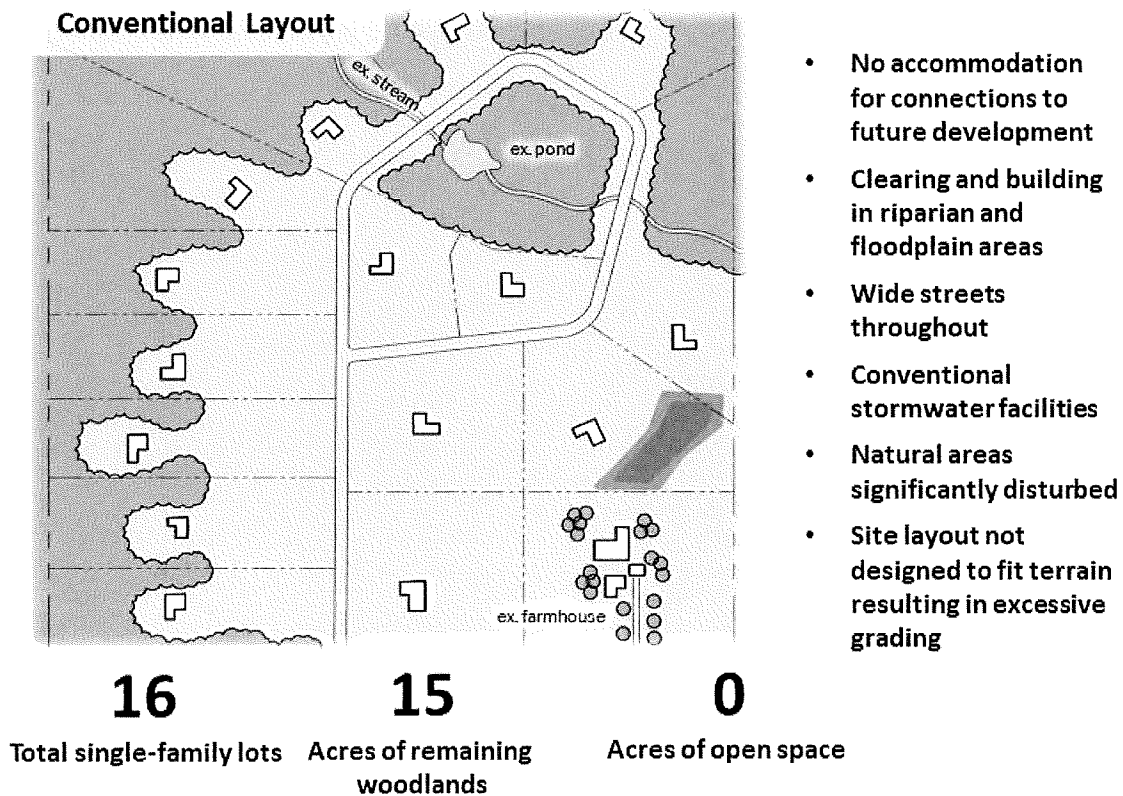 Conventional Layout
ex. stream
ex. pond
ex. farmhouse
• No accommodation
for connections to
future development
• Clearing and building
in riparian and
floodplain areas
• Wide streets
throughout
• Conventional
stormwater facilities
• Natural areas
significantly disturbed
• Site layout not
designed to fit terrain
resulting in excessive
grading
16
Total single-family lots
15
Acres of remaining
woodlands
0
Acres of open space